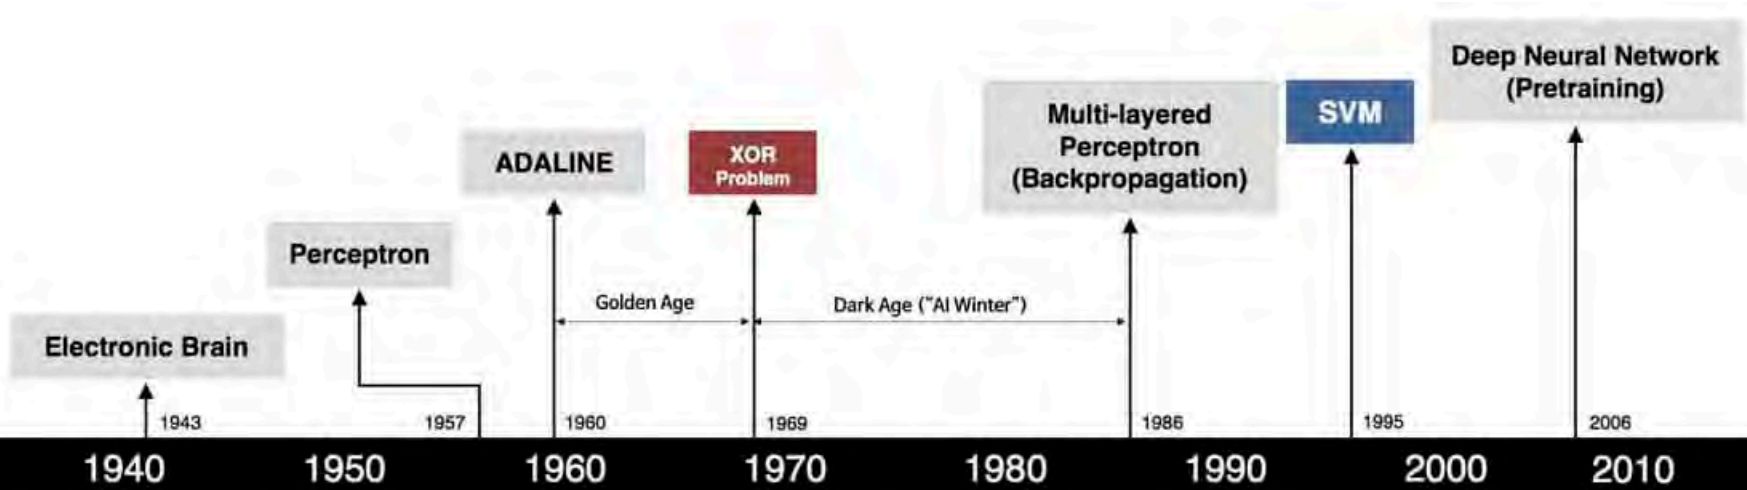 Deep Neural Network
(Pretraining)
Multi-layered
Perceptron
(Backpropagation)
SVM
XOR
Problem
ADALINE
Perceptron
Electronic Brain
Golden Age
Dark Age ("AI Winter")
1943
1957
1960
1969
1986
1995
2006
1940
1950
1960
1970
1980
1990
2000
2010